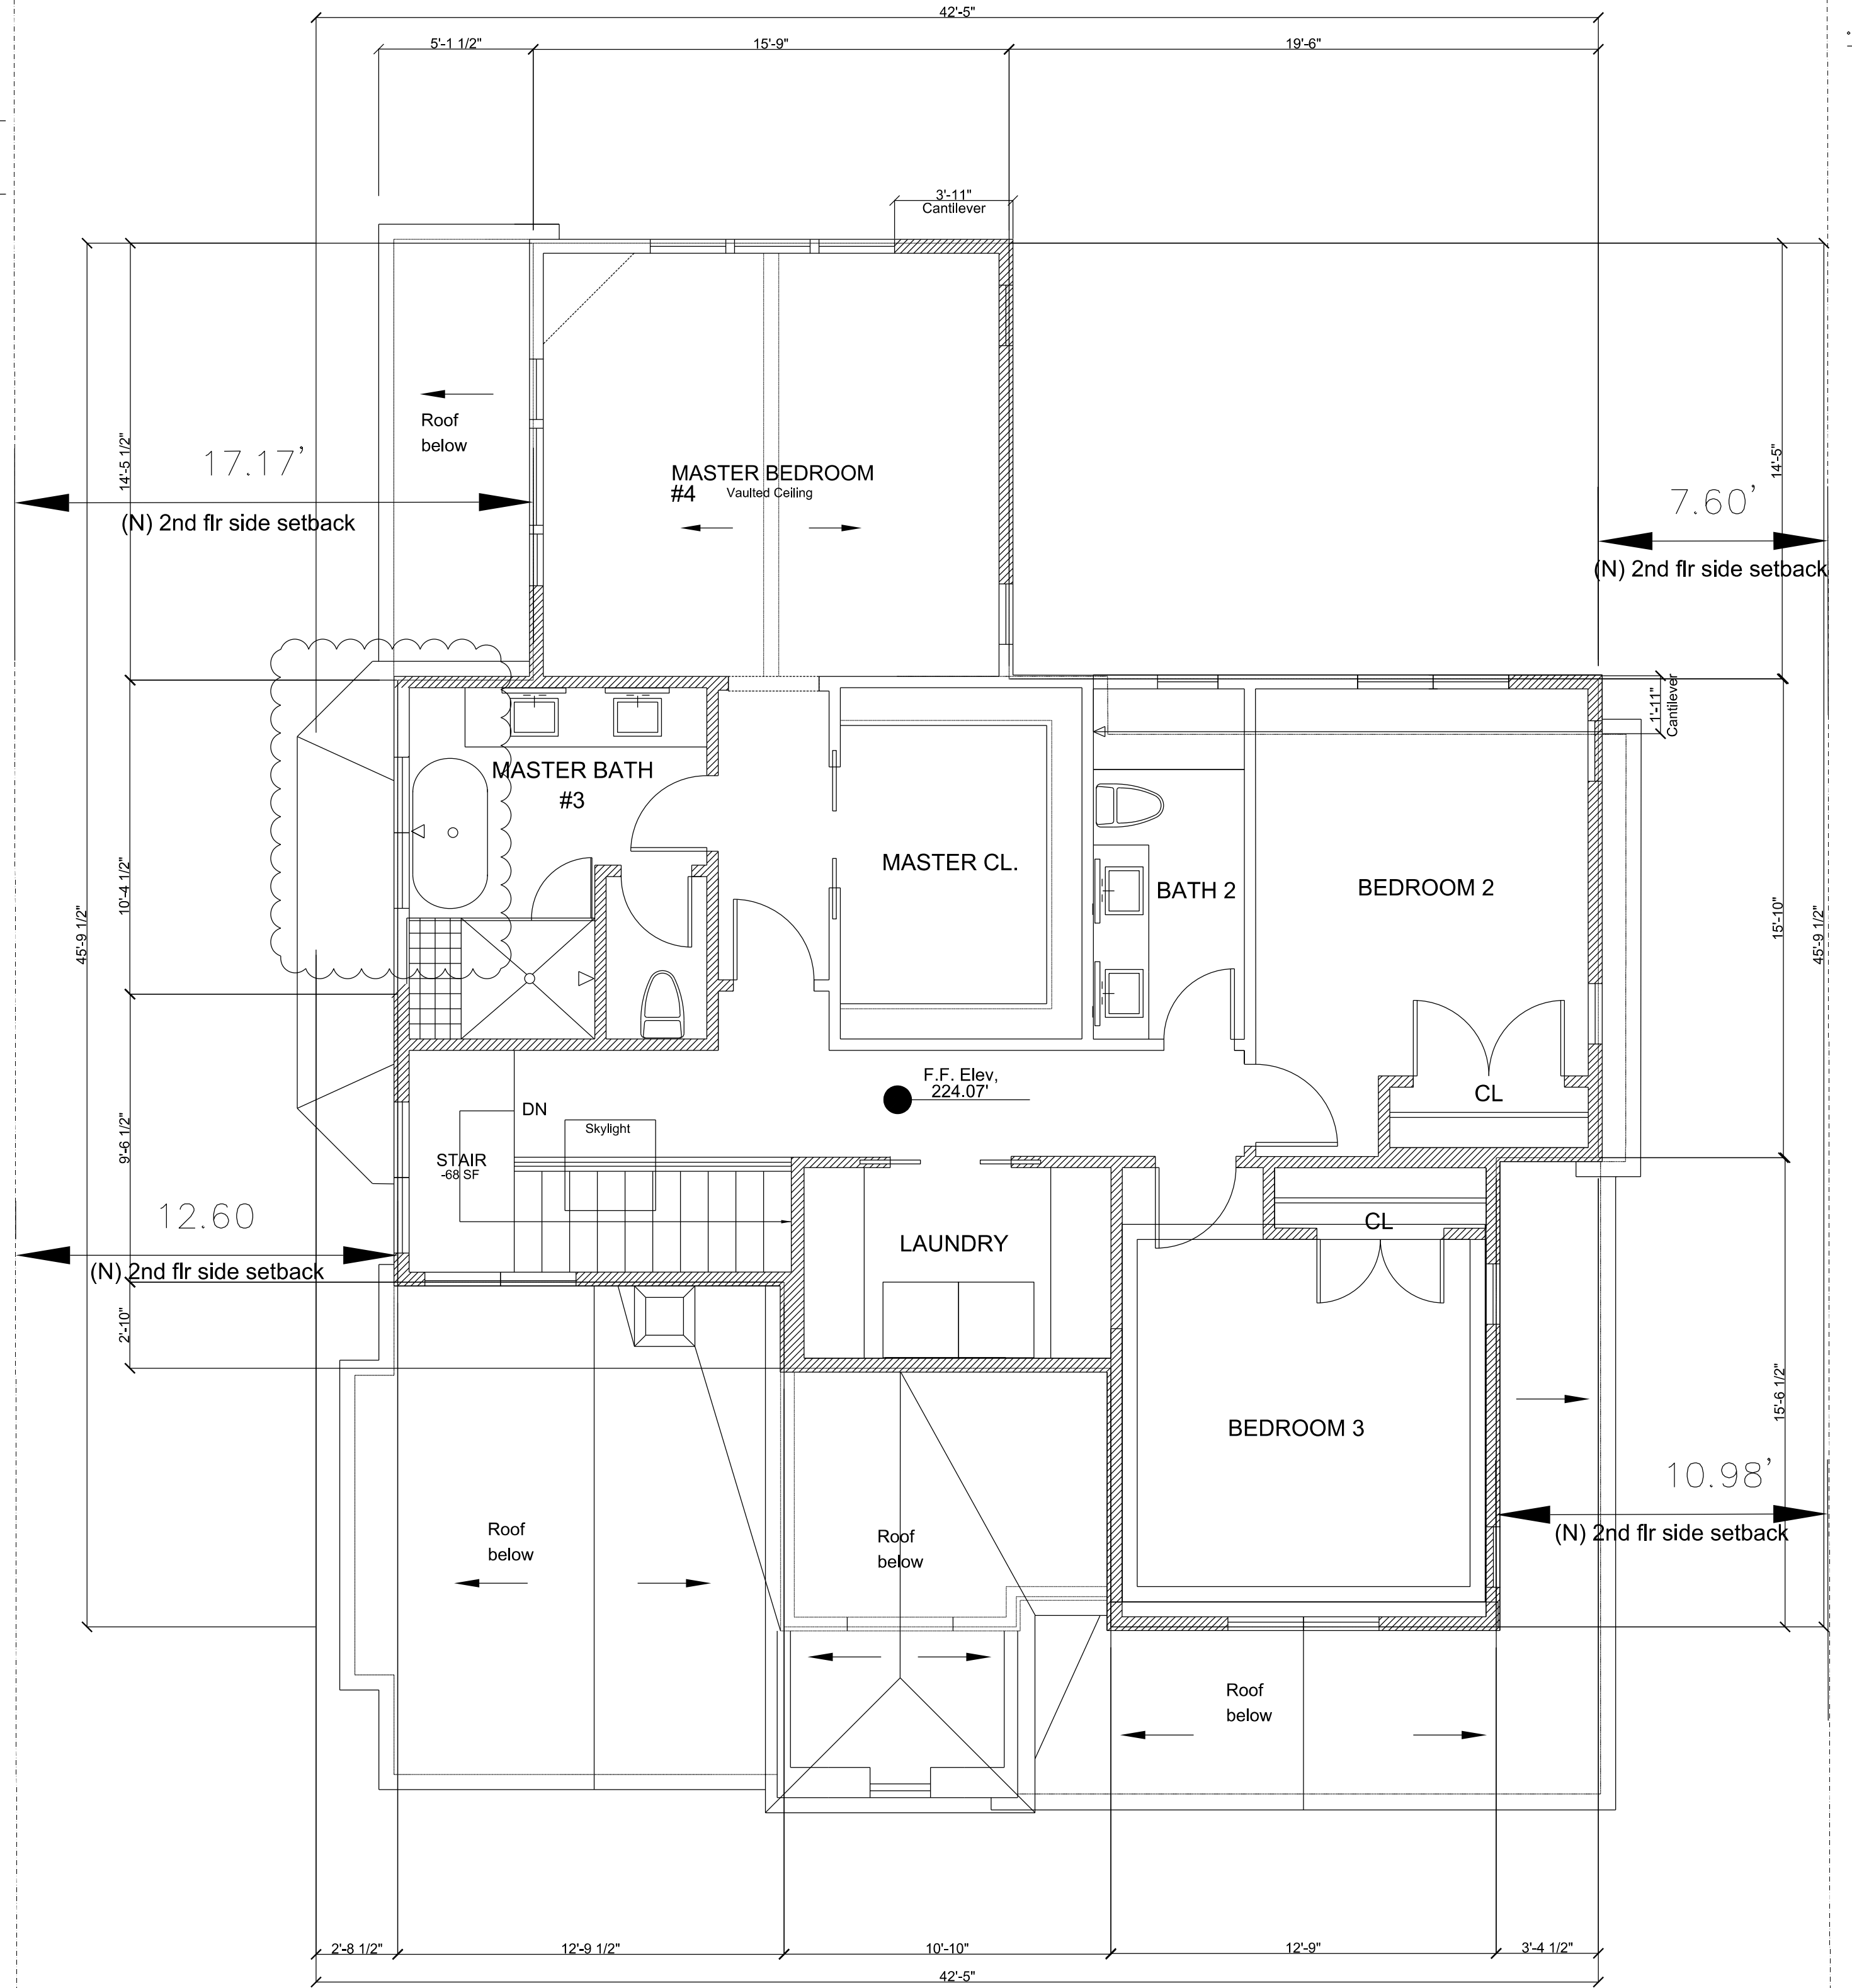 42'-5"
5'-1 1/2"
15'-9"
19'-6"
3'-11"
Cantilever
Roof
below
14'-5 1/2"
17.17'
(N) 2nd flr side setback
MASTER BEDROOM
#4 Vaulted Ceiling
14'-5"
7.60'
(N) 2nd flr side setback
1'-11"
Cantilever
MASTER BATH
#3
MASTER CL.
BATH 2
BEDROOM 2
10'-4 1/2"
45'-9 1/2"
15'-10"
45'-9 1/2"
F.F. Elev,
224.07'
CL
DN
Skylight
STAIR
-68 SF
9'-6 1/2"
12.60
(N) 2nd flr side setback
LAUNDRY
CL
2'-10"
BEDROOM 3
15'-6 1/2"
10.98'
(N) 2nd flr side setback
Roof
below
Roof
below
Roof
below
2'-8 1/2"
12'-9 1/2"
10'-10"
12'-9"
3'-4 1/2"
42'-5"